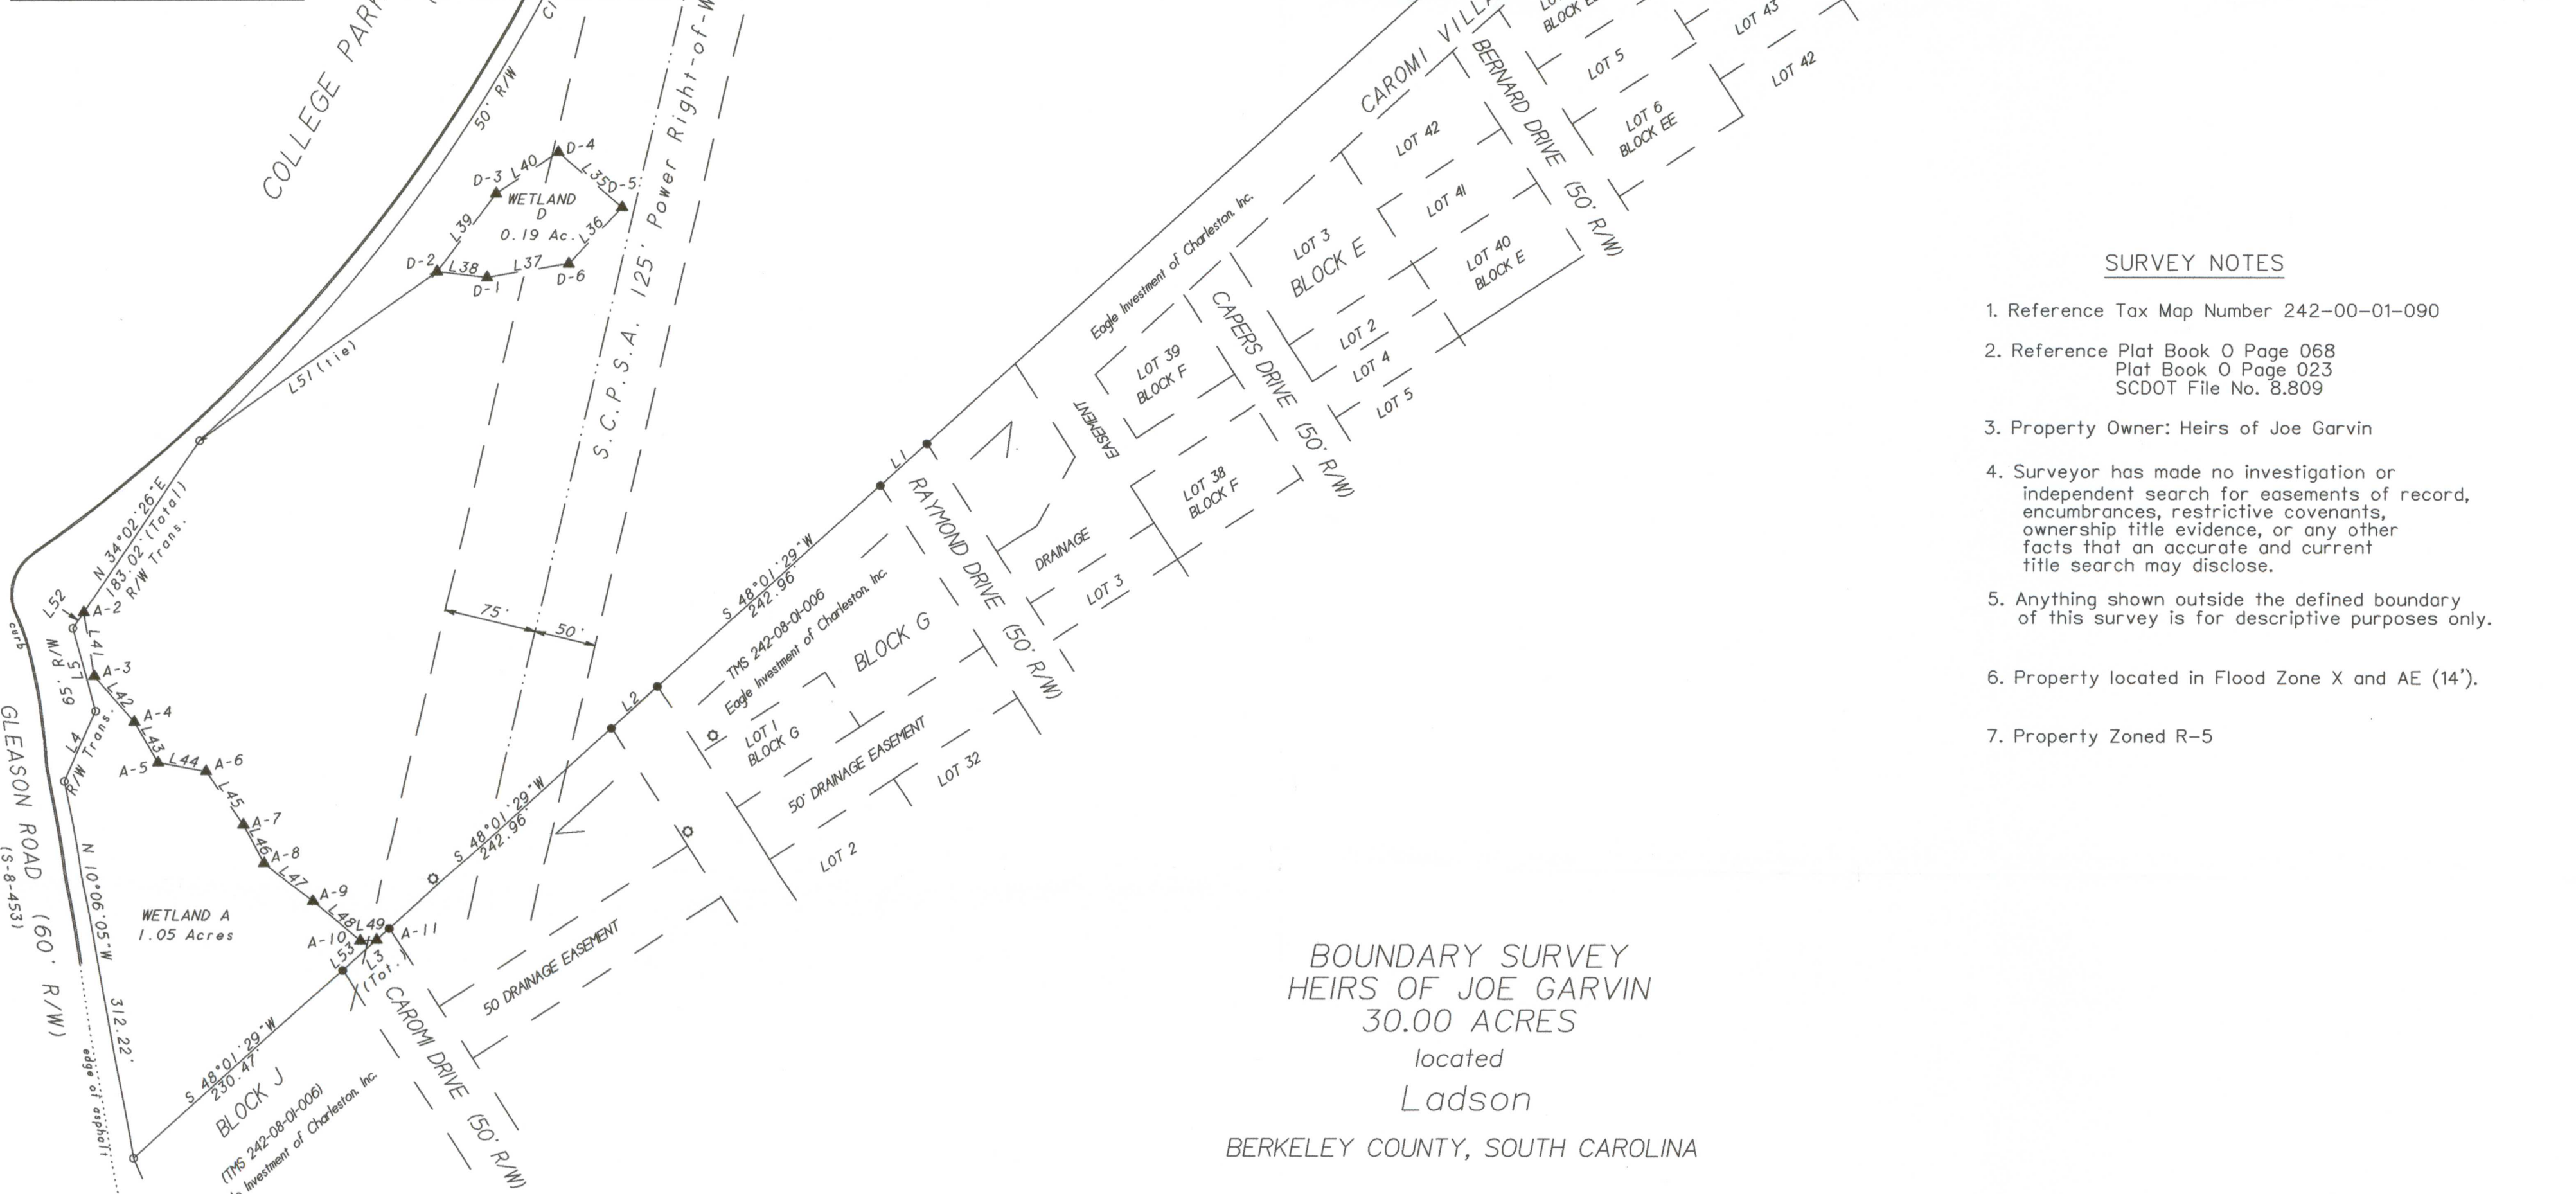 COLLEGE PARK
C1
50' R/W
D-3
L40
D-4
L35
D-5
WETLAND
D
0.19 Ac.
L39
L36
D-2
L38
D-1
L37
D-6
L51 (tie)
S.C.P.S.A. 125' Power Right-of-W
N 34°02'26"E
183.02' (Total)
R/W Trans.
L52
A-2
L41
A-3
L5
65' R/W
curb
L42
A-4
L4
R/W Trans.
L43
A-5
L44
A-6
L45
A-7
L46
A-8
L47
A-9
L48
L49
A-10
A-11
L53
L3
(Tot.)
75'
50'
GLEASON ROAD (60' R/W)
(S-8-453)
N 10°06'05"W
312.22'
WETLAND A
1.05 Acres
edge of asphalt
S 48°01'29"W
230.47'
BLOCK J
(TMS 242-08-01-006)
Investment of Charleston. Inc.
CAROMI DRIVE (50' R/W)
50 DRAINAGE EASEMENT
S 48°01'29"W
242.96'
L2
S 48°01'29"W
242.96'
L1
TMS 242-08-01-006
Eagle Investment of Charleston. Inc.
BLOCK G
LOT 1
BLOCK G
50' DRAINAGE EASEMENT
LOT 32
LOT 2
RAYMOND DRIVE (50' R/W)
EASEMENT
DRAINAGE
LOT 3
LOT 38
BLOCK F
LOT 39
BLOCK F
Eagle Investment of Charleston. Inc.
CAPERS DRIVE (50' R/W)
LOT 3
BLOCK E
LOT 2
LOT 4
LOT 5
LOT 42
LOT 41
LOT 40
BLOCK E
CAROMI
BERNARD DRIVE (50' R/W)
BLOCK
LOT 5
LOT 6
BLOCK EE
LOT 43
LOT 42
SURVEY NOTES
1. Reference Tax Map Number 242-00-01-090
2. Reference Plat Book O Page 068
Plat Book O Page 023
SCDOT File No. 8.809
3. Property Owner: Heirs of Joe Garvin
4. Surveyor has made no investigation or
independent search for easements of record,
encumbrances, restrictive covenants,
ownership title evidence, or any other
facts that an accurate and current
title search may disclose.
5. Anything shown outside the defined boundary
of this survey is for descriptive purposes only.
6. Property located in Flood Zone X and AE (14').
7. Property Zoned R-5
BOUNDARY SURVEY
HEIRS OF JOE GARVIN
30.00 ACRES
located
Ladson
BERKELEY COUNTY, SOUTH CAROLINA